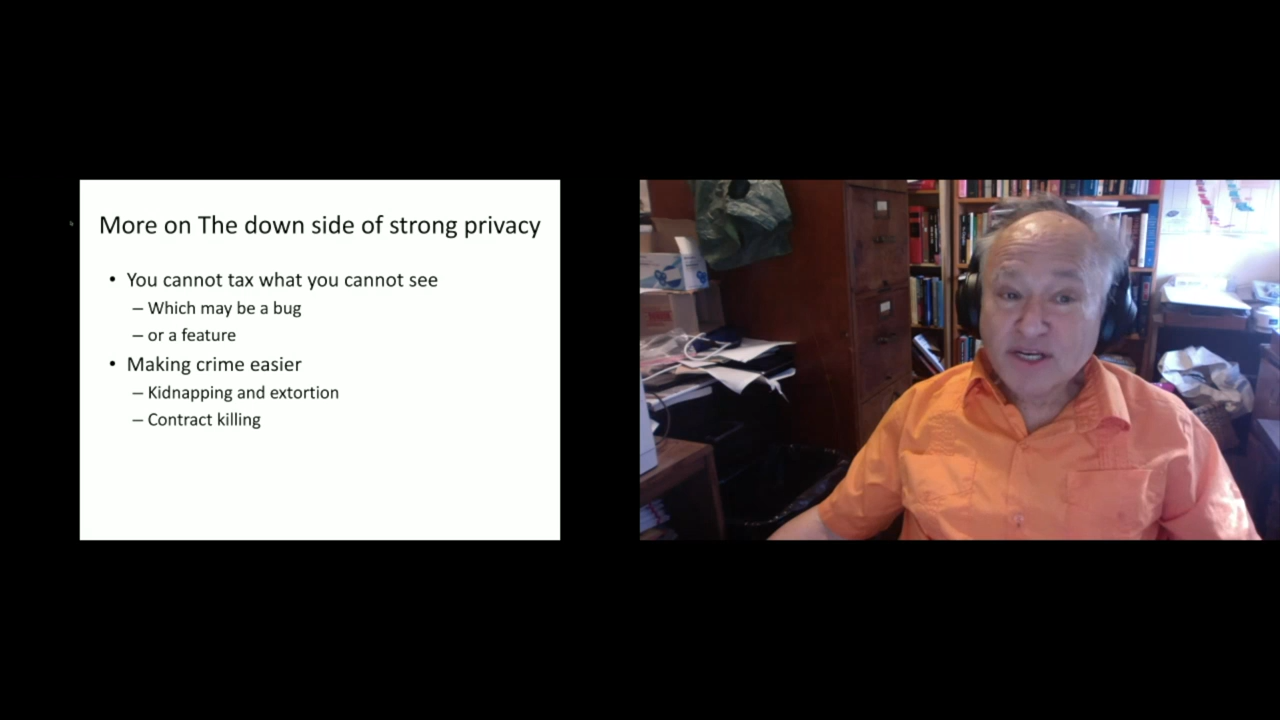 More on The down side of strong privacy
• You cannot tax what you cannot see
– Which may be a bug
– or a feature
• Making crime easier
– Kidnapping and extortion
– Contract killing